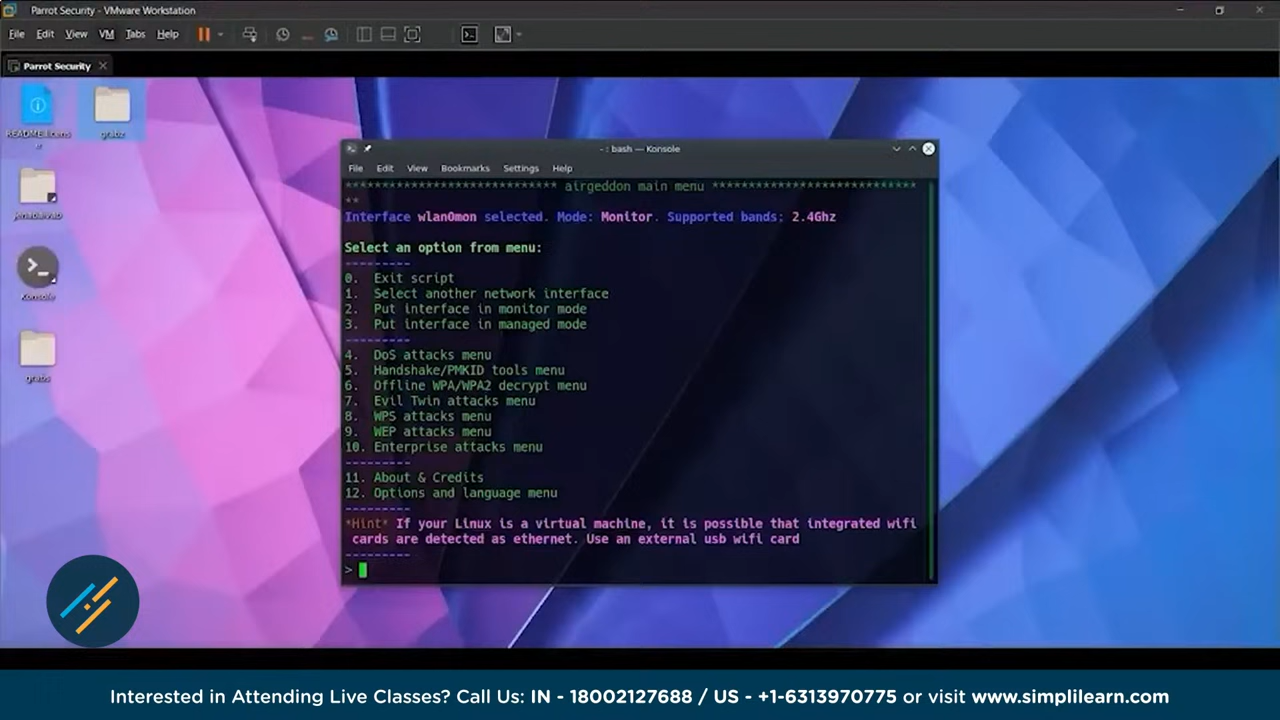 Parrot Security - VMware Workstation
File Edit View VM Tabs Help
Parrot Security
README.license
grabz
Konsole
grabs
- : bash — Konsole
File Edit View Bookmarks Settings Help
*************************** airgeddon main menu ****************************
**
Interface wlan0mon selected. Mode: Monitor. Supported bands: 2.4Ghz
Select an option from menu:
---------
0. Exit script
1. Select another network interface
2. Put interface in monitor mode
3. Put interface in managed mode
---------
4. DoS attacks menu
5. Handshake/PMKID tools menu
6. Offline WPA/WPA2 decrypt menu
7. Evil Twin attacks menu
8. WPS attacks menu
9. WEP attacks menu
10. Enterprise attacks menu
---------
11. About & Credits
12. Options and language menu
---------
*Hint* If your Linux is a virtual machine, it is possible that integrated wifi
cards are detected as ethernet. Use an external usb wifi card
---------
>
Interested in Attending Live Classes? Call Us: IN - 18002127688 / US - +1-6313970775 or visit www.simplilearn.com